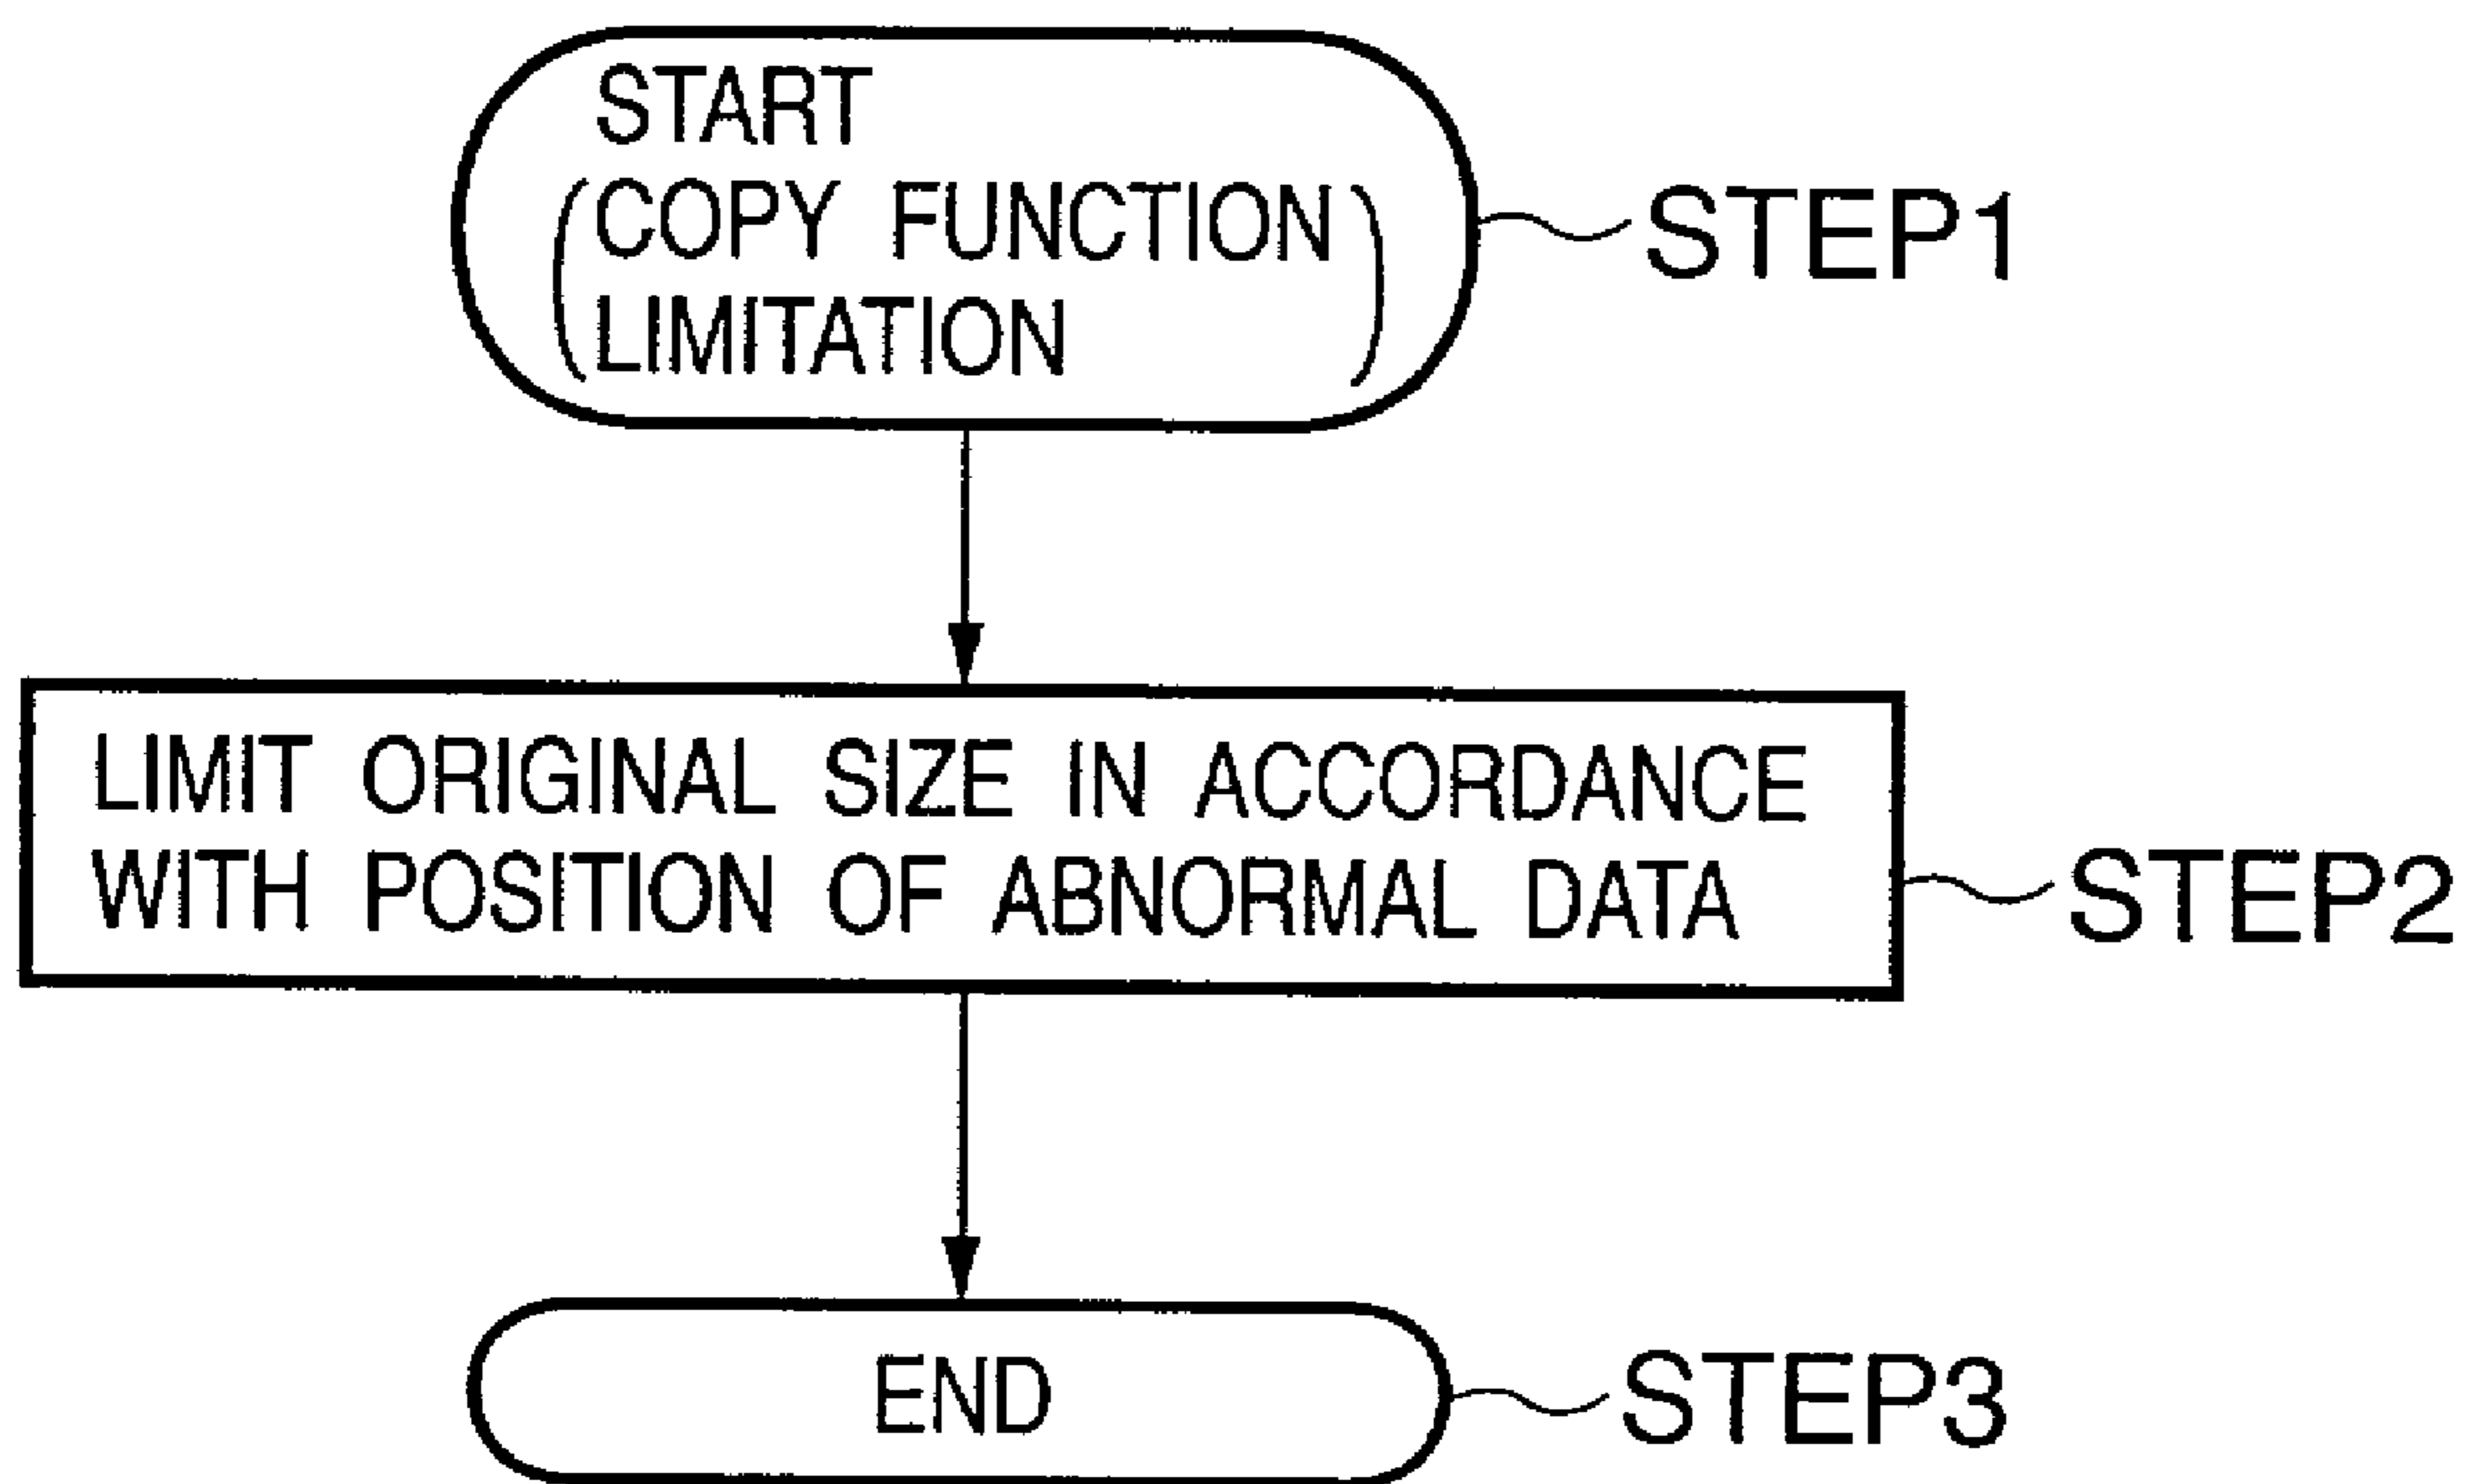 START
(COPY FUNCTION
LIMITATION)
STEP1
LIMIT ORIGINAL SIZE IN ACCORDANCE
WITH POSITION OF ABNORMAL DATA
STEP2
END
STEP3